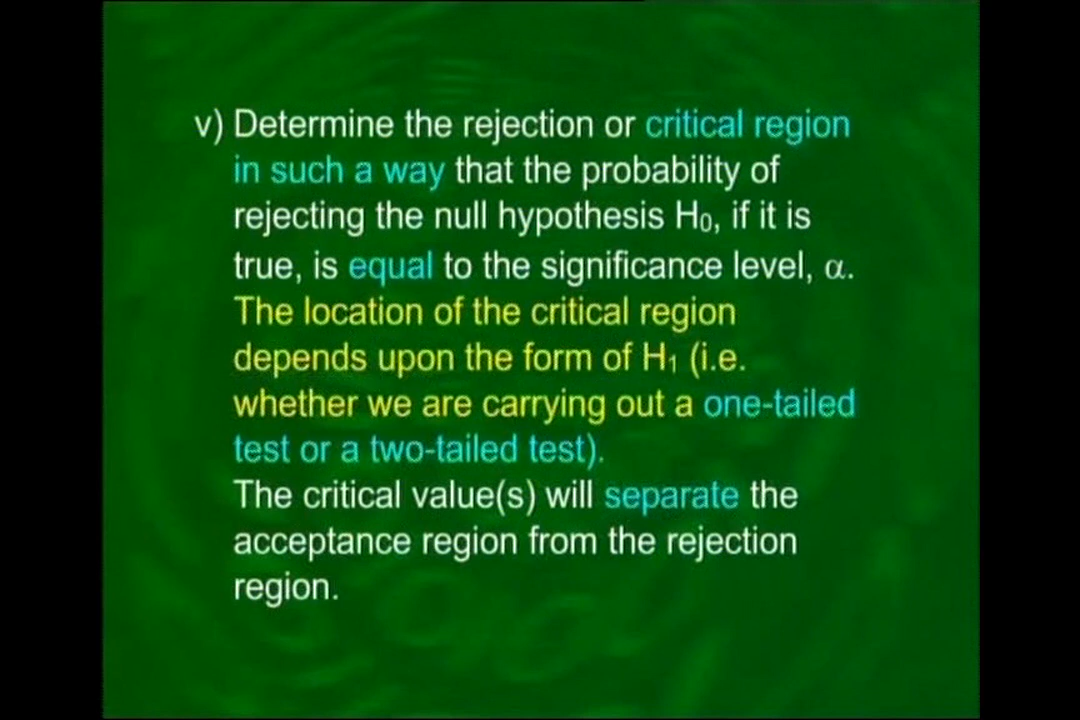 v) Determine the rejection or critical region
in such a way that the probability of
rejecting the null hypothesis H₀, if it is
true, is equal to the significance level, α.
The location of the critical region
depends upon the form of H₁ (i.e.
whether we are carrying out a one-tailed
test or a two-tailed test).
The critical value(s) will separate the
acceptance region from the rejection
region.